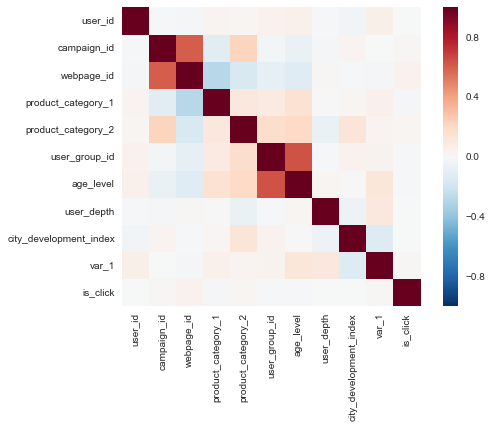 user_id
campaign_id
webpage_id
product_category_1
product_category_2
user_group_id
age_level
user_depth
city_development_index
var_1
is_click
0.8
0.4
0.0
−0.4
−0.8
user_id
campaign_id
webpage_id
product_category_1
product_category_2
user_group_id
age_level
user_depth
city_development_index
var_1
is_click